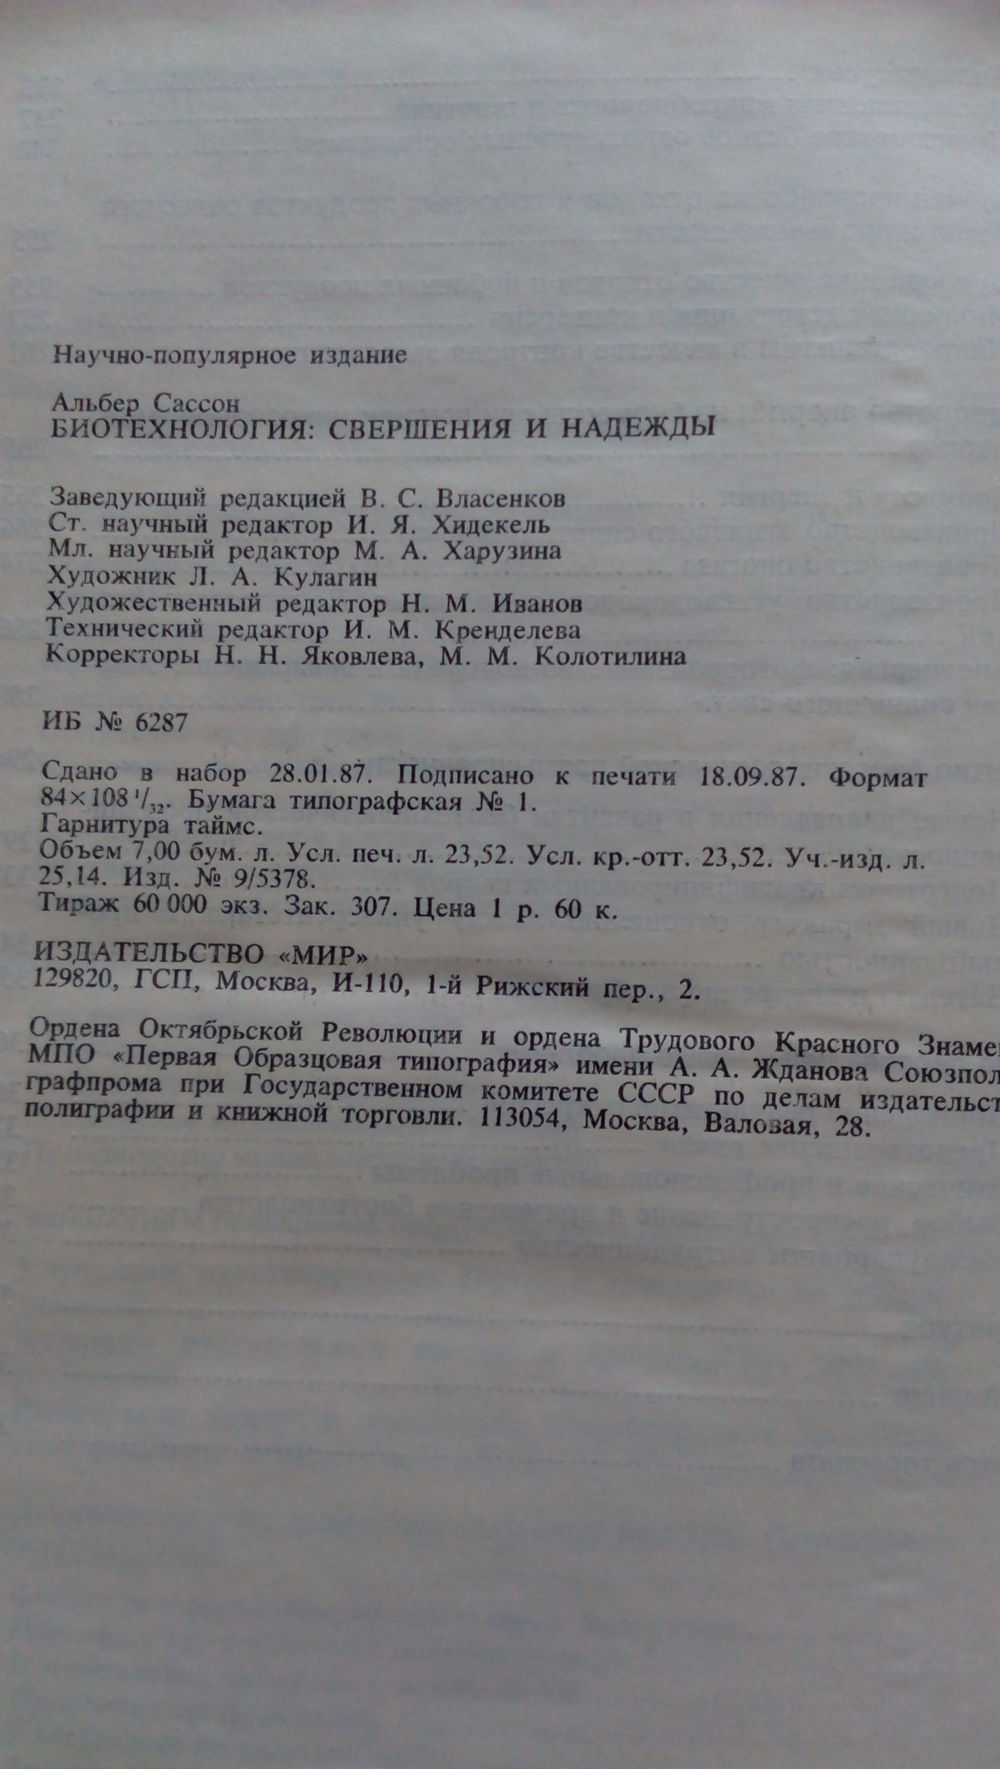 Научно-популярное издание
Альбер Сассон
БИОТЕХНОЛОГИЯ: СВЕРШЕНИЯ И НАДЕЖДЫ
Заведующий редакцией В. С. Власенков
Ст. научный редактор И. Я. Хидекель
Мл. научный редактор М. А. Харузина
Художник Л. А. Кулагин
Художественный редактор Н. М. Иванов
Технический редактор И. М. Кренделева
Корректоры Н. Н. Яковлева, М. М. Колотилина
ИБ № 6287
Сдано в набор 28.01.87. Подписано к печати 18.09.87. Формат
84×108 1/32. Бумага типографская № 1.
Гарнитура таймс.
Объем 7,00 бум. л. Усл. печ. л. 23,52. Усл. кр.-отт. 23,52. Уч.-изд. л.
25,14. Изд. № 9/5378.
Тираж 60 000 экз. Зак. 307. Цена 1 р. 60 к.
ИЗДАТЕЛЬСТВО «МИР»
129820, ГСП, Москва, И-110, 1-й Рижский пер., 2.
Ордена Октябрьской Революции и ордена Трудового Красного Знаме
МПО «Первая Образцовая типография» имени А. А. Жданова Союзпол
графпрома при Государственном комитете СССР по делам издательст
полиграфии и книжной торговли. 113054, Москва, Валовая, 28.